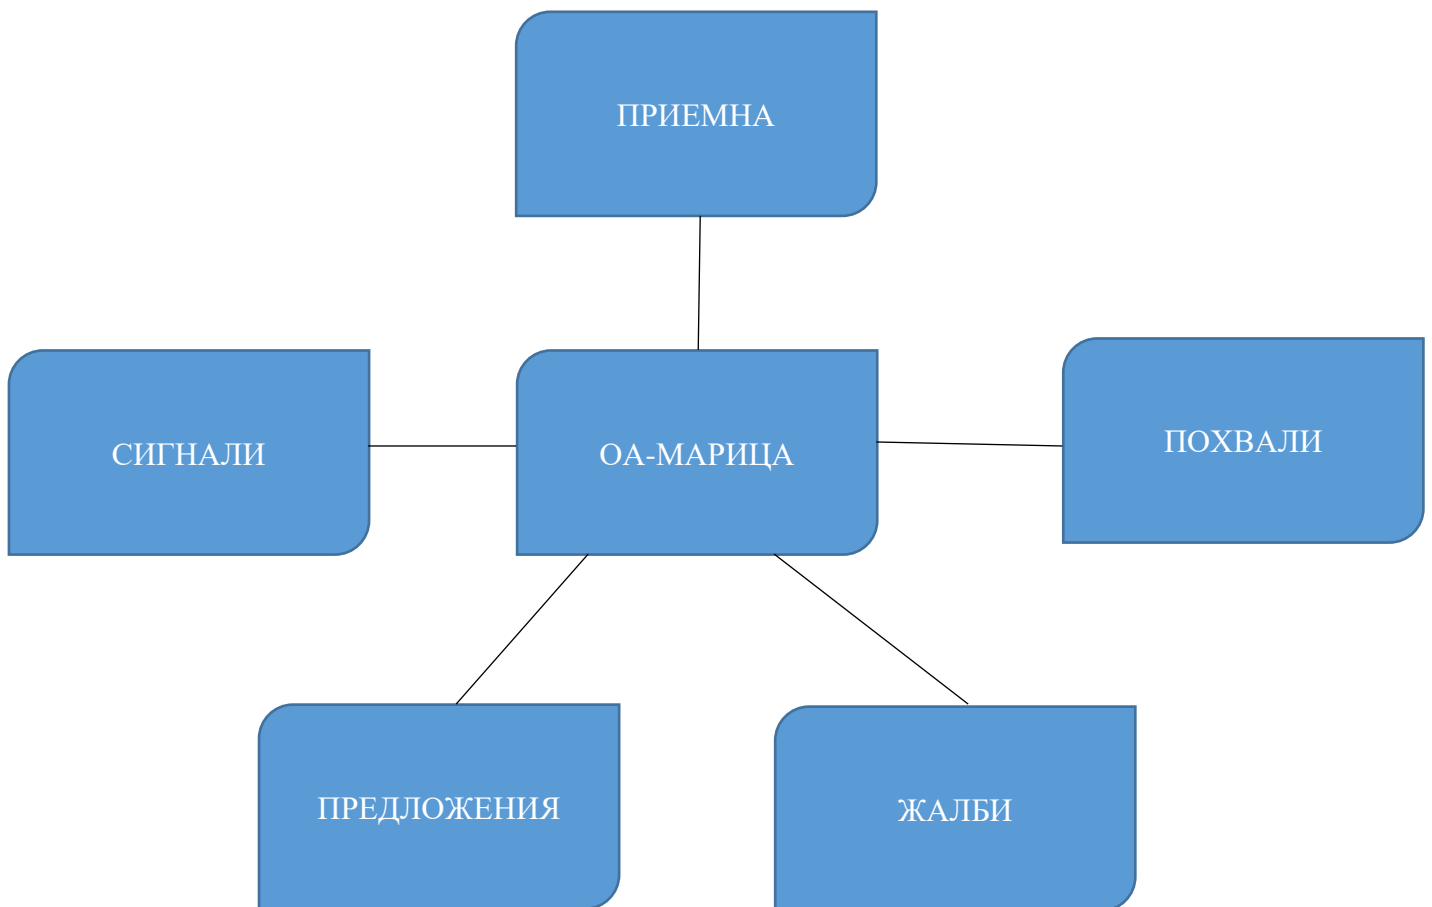 ПРИЕМНА
СИГНАЛИ
ОА-МАРИЦА
ПОХВАЛИ
ПРЕДЛОЖЕНИЯ
ЖАЛБИ